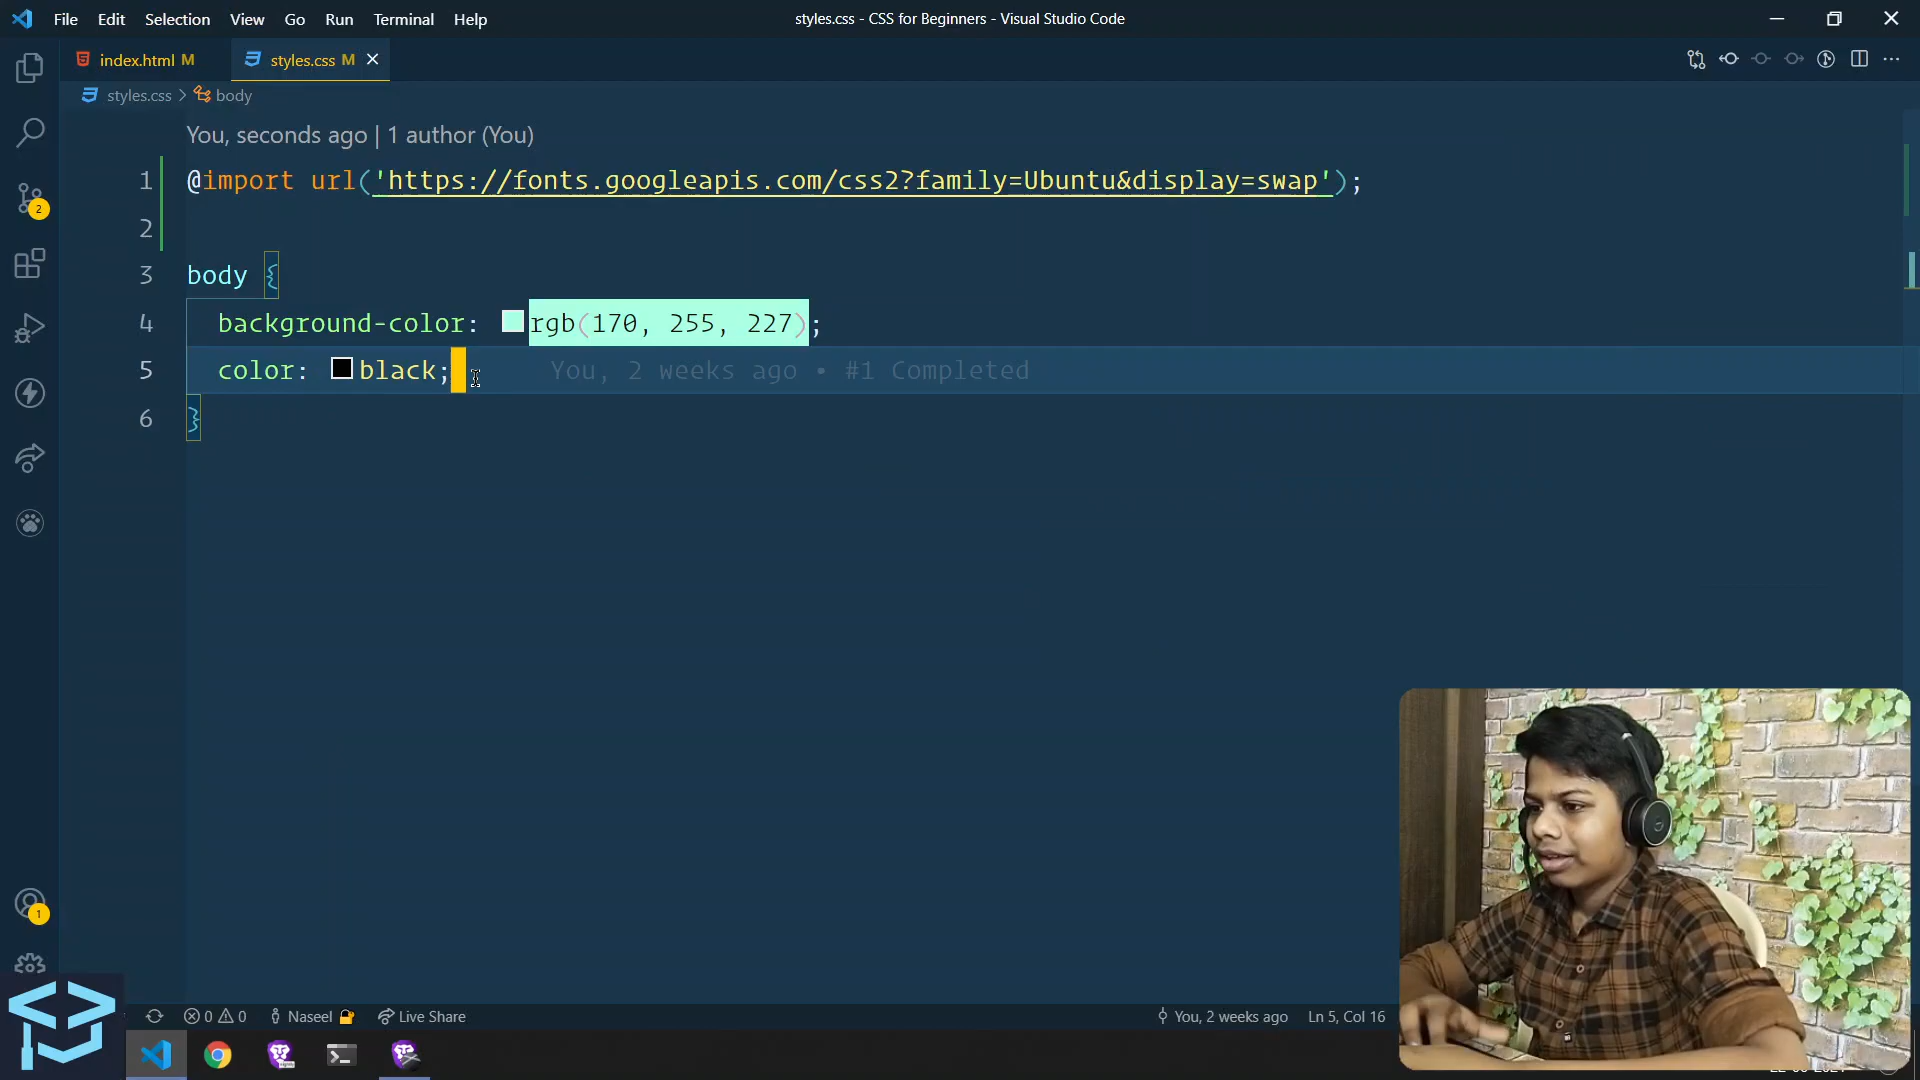 File Edit Selection View Go Run Terminal Help
styles.css - CSS for Beginners - Visual Studio Code
index.html M
styles.css M
styles.css > body
You, seconds ago | 1 author (You)
1 @import url('https://fonts.googleapis.com/css2?family=Ubuntu&display=swap');
2
3 body {
4 background-color: rgb(170, 255, 227);
5 color: black; You, 2 weeks ago • #1 Completed
6 }
2
1
0 0 Naseel Live Share
You, 2 weeks ago Ln 5, Col 16